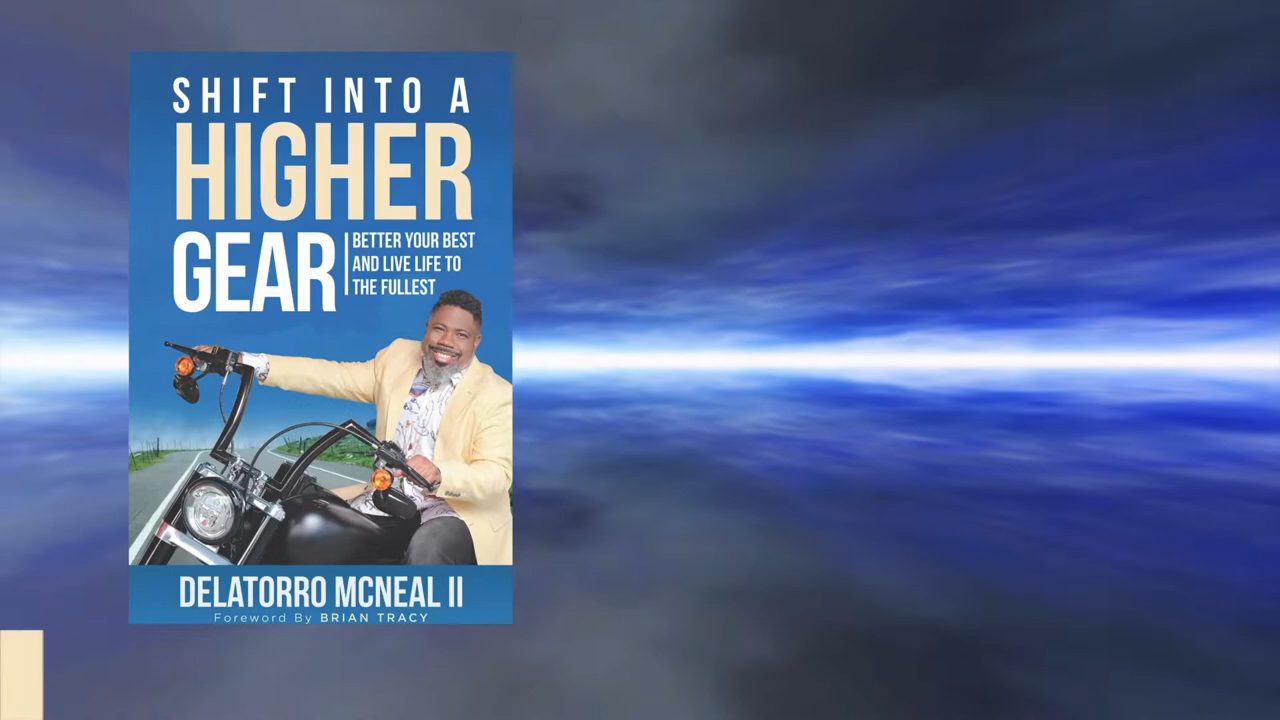 SHIFT INTO A
HIGHER
GEAR
BETTER YOUR BEST
AND LIVE LIFE TO
THE FULLEST
DELATORRO MCNEAL II
Foreword By BRIAN TRACY